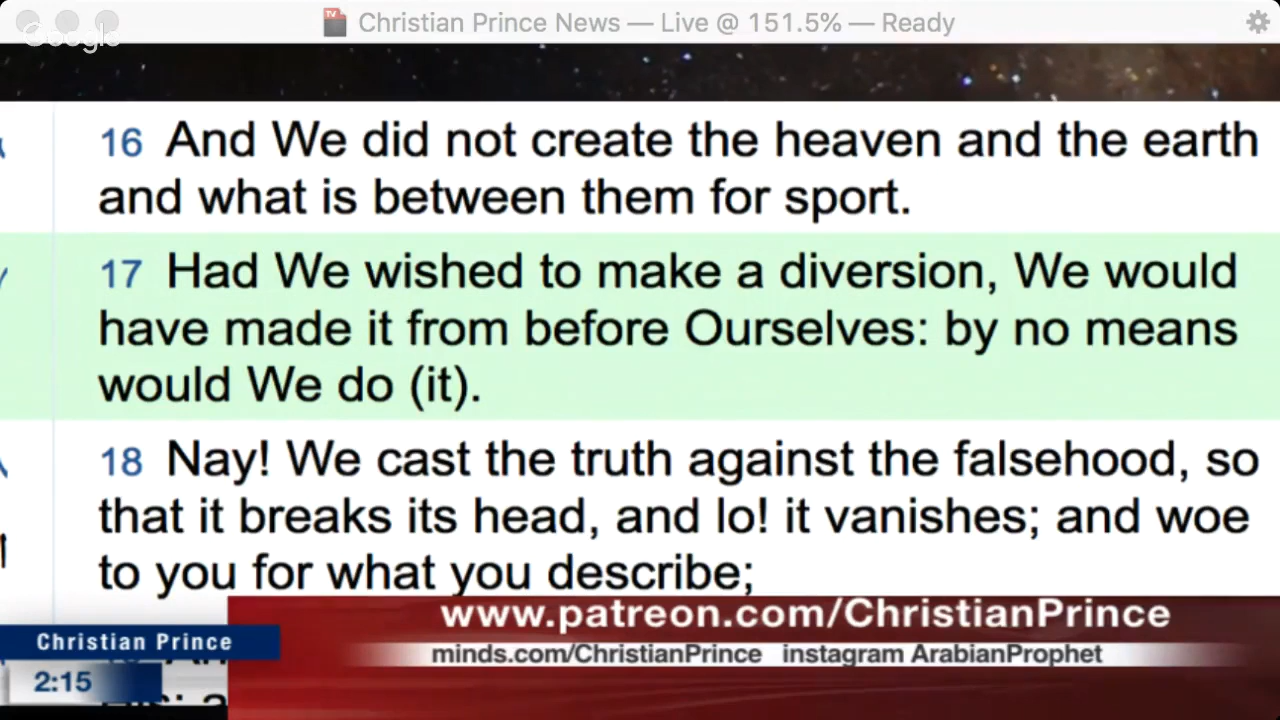 Christian Prince News — Live @ 151.5% — Ready
Google
16 And We did not create the heaven and the earth
and what is between them for sport.
17 Had We wished to make a diversion, We would
have made it from before Ourselves: by no means
would We do (it).
18 Nay! We cast the truth against the falsehood, so
that it breaks its head, and lo! it vanishes; and woe
to you for what you describe;
www.patreon.com/ChristianPrince
Christian Prince
minds.com/ChristianPrince instagram ArabianProphet
2:15